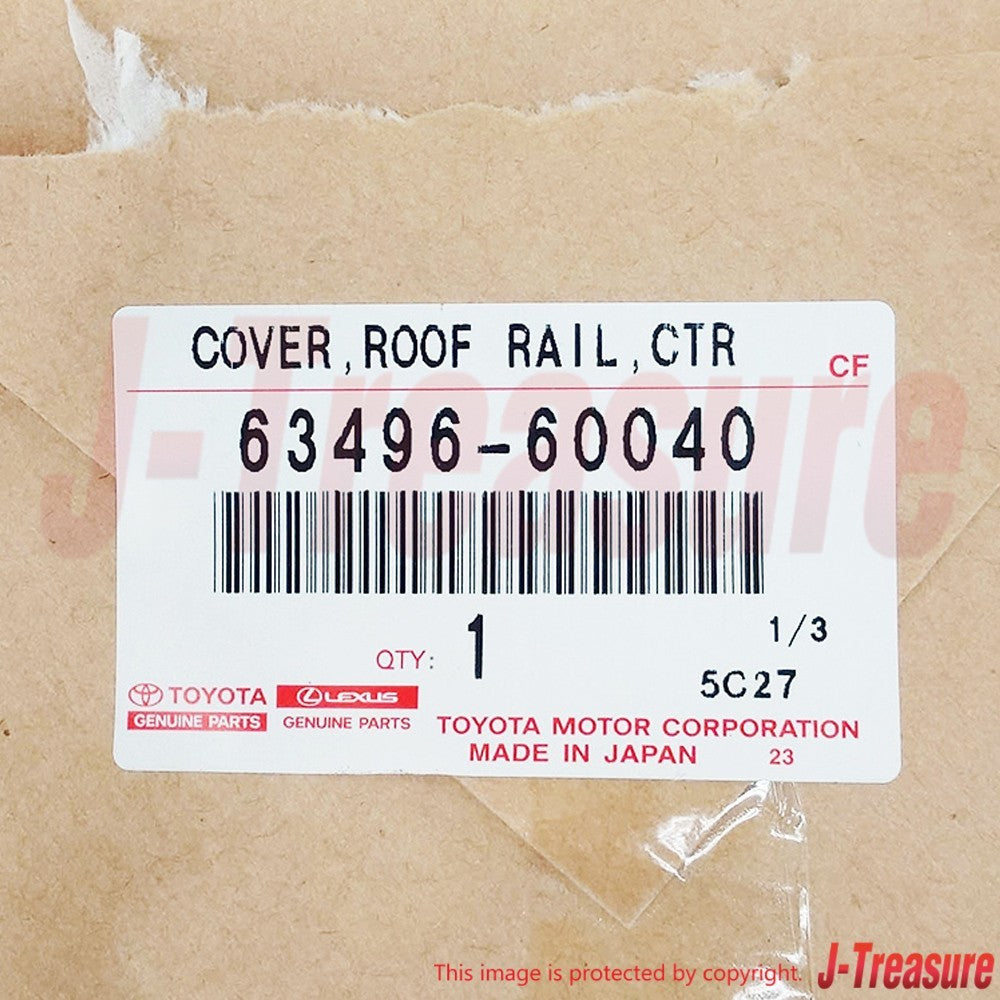 COVER,ROOF RAIL,CTR
CF
63496-60040
QTY: 1
1/3
5C27
TOYOTA
GENUINE PARTS
LEXUS
GENUINE PARTS
TOYOTA MOTOR CORPORATION
MADE IN JAPAN 23
J-Treasure
This image is protected by copyright. J-Treasure